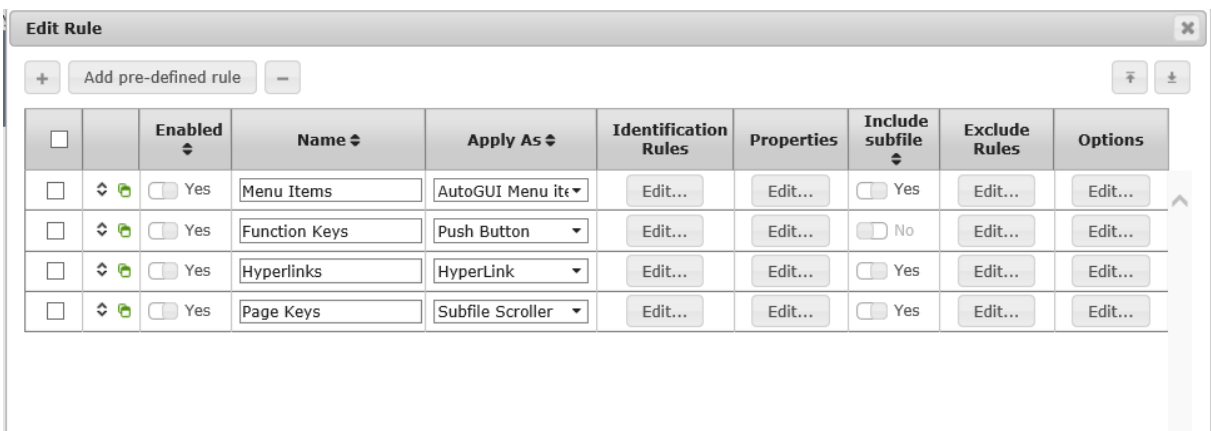 Edit Rule
Add pre-defined rule
Enabled Name Apply As Identification Rules Properties Include subfile Exclude Rules Options
Yes Menu Items AutoGUI Menu ite Edit... Edit... Yes Edit... Edit...
Yes Function Keys Push Button Edit... Edit... No Edit... Edit...
Yes Hyperlinks HyperLink Edit... Edit... Yes Edit... Edit...
Yes Page Keys Subfile Scroller Edit... Edit... Yes Edit... Edit...